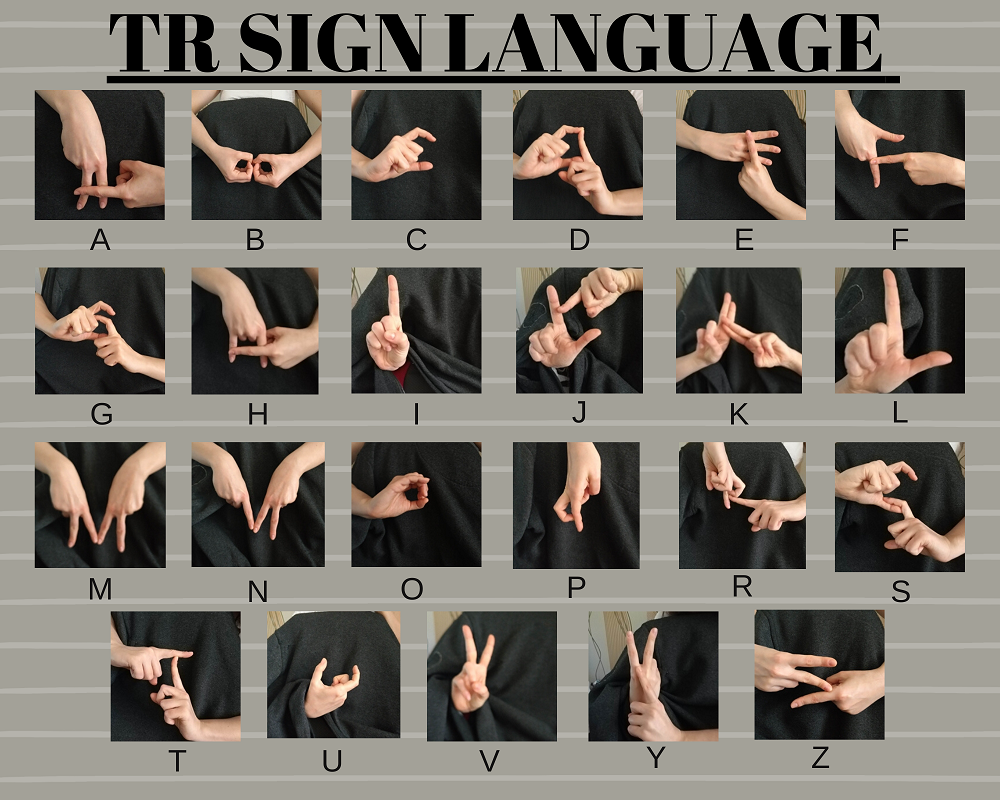 TR SIGN LANGUAGE
A B C D E F
G H I J K L
M N O P R S
T U V Y Z